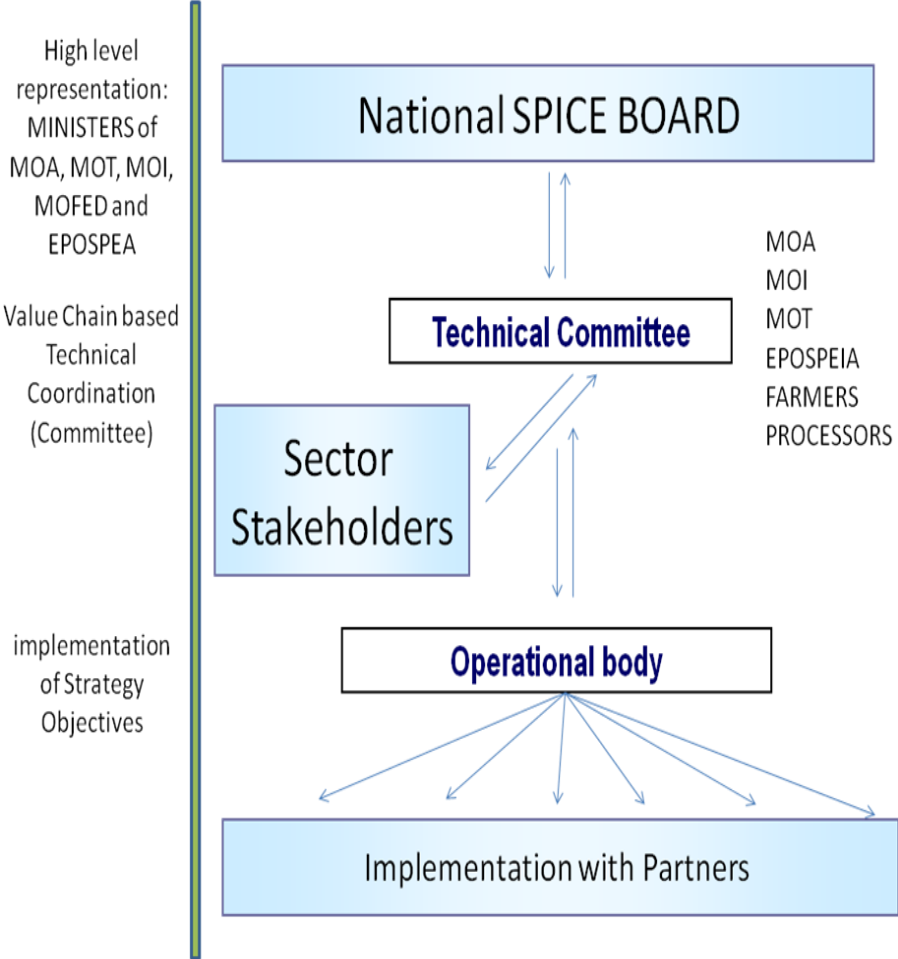 High level
representation:
MINISTERS of
MOA, MOT, MOI,
MOFED and
EPOSPEA
National SPICE BOARD
Value Chain based
Technical
Coordination
(Committee)
Technical Committee
MOA
MOI
MOT
EPOSPEIA
FARMERS
PROCESSORS
Sector
Stakeholders
implementation
of Strategy
Objectives
Operational body
Implementation with Partners